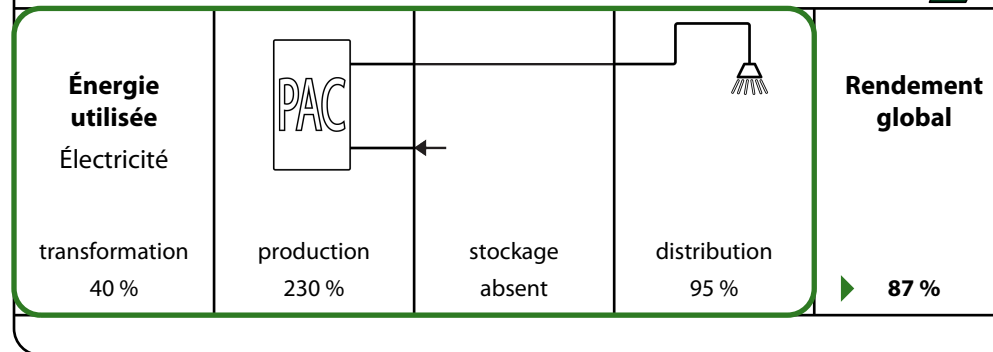 Énergie
utilisée
Électricité
PAC
Rendement
global
transformation
production
stockage
distribution
40 %
230 %
absent
95 %
87 %